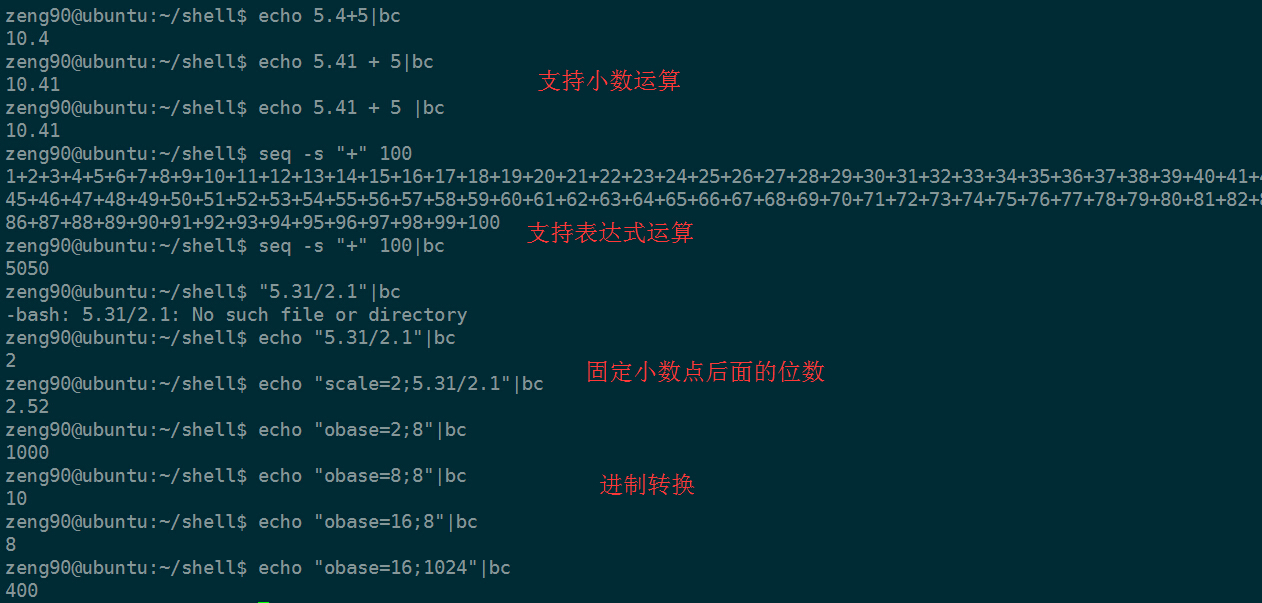 zeng90@ubuntu:~/shell$ echo 5.4+5|bc
10.4
zeng90@ubuntu:~/shell$ echo 5.41 + 5|bc
支持小数运算
10.41
zeng90@ubuntu:~/shell$ echo 5.41 + 5 |bc
10.41
zeng90@ubuntu:~/shell$ seq -s "+" 100
1+2+3+4+5+6+7+8+9+10+11+12+13+14+15+16+17+18+19+20+21+22+23+24+25+26+27+28+29+30+31+32+33+34+35+36+37+38+39+40+41+
45+46+47+48+49+50+51+52+53+54+55+56+57+58+59+60+61+62+63+64+65+66+67+68+69+70+71+72+73+74+75+76+77+78+79+80+81+82+
86+87+88+89+90+91+92+93+94+95+96+97+98+99+100
支持表达式运算
zeng90@ubuntu:~/shell$ seq -s "+" 100|bc
5050
zeng90@ubuntu:~/shell$ "5.31/2.1"|bc
-bash: 5.31/2.1: No such file or directory
zeng90@ubuntu:~/shell$ echo "5.31/2.1"|bc
2
固定小数点后面的位数
zeng90@ubuntu:~/shell$ echo "scale=2;5.31/2.1"|bc
2.52
zeng90@ubuntu:~/shell$ echo "obase=2;8"|bc
1000
zeng90@ubuntu:~/shell$ echo "obase=8;8"|bc
进制转换
10
zeng90@ubuntu:~/shell$ echo "obase=16;8"|bc
8
zeng90@ubuntu:~/shell$ echo "obase=16;1024"|bc
400